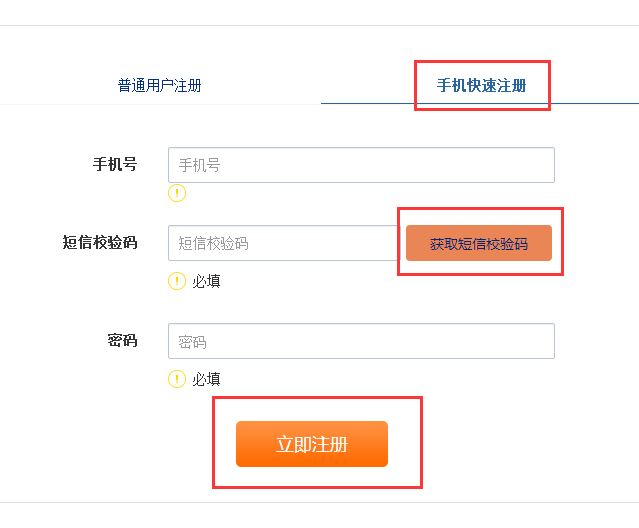 普通用户注册
手机快速注册
手机号
手机号
短信校验码
短信校验码
获取短信校验码
必填
密码
密码
必填
立即注册